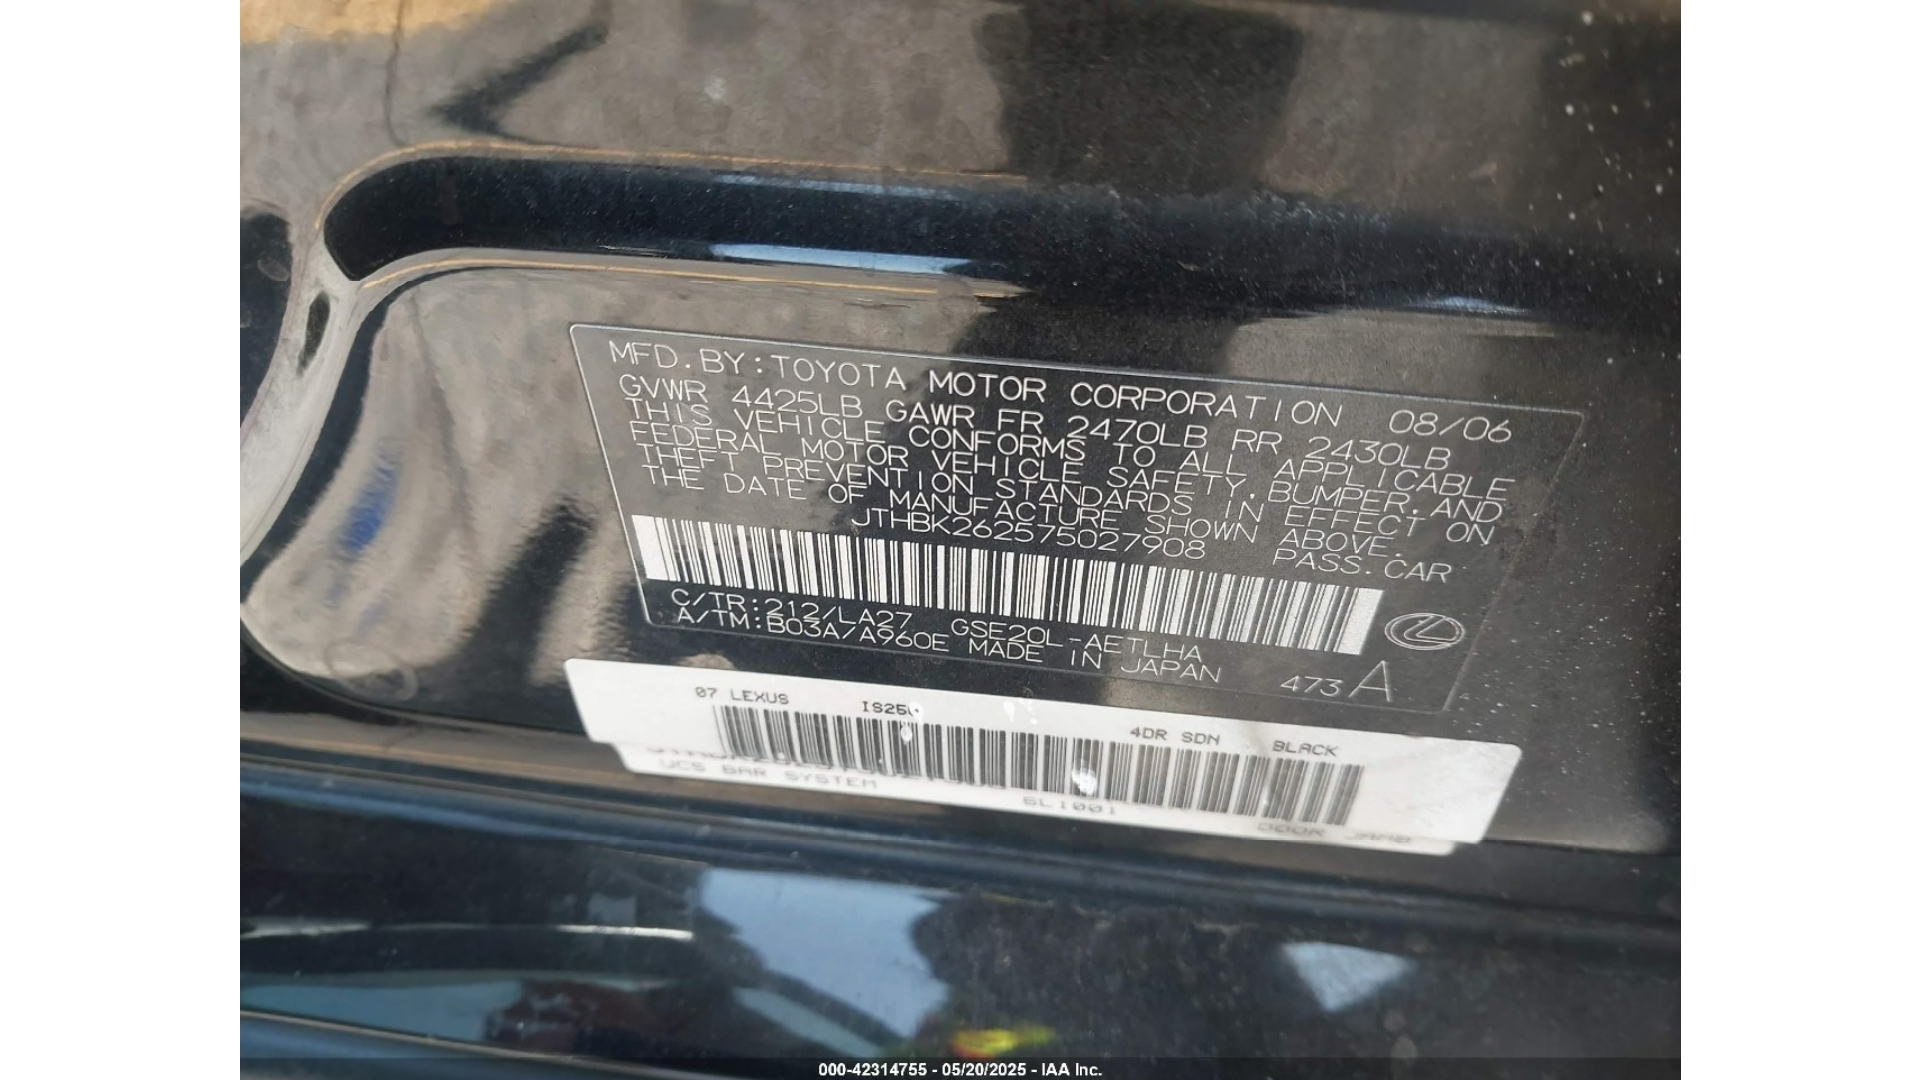 MFD. BY: TOYOTA MOTOR CORPORATION 08/06
GVWR 4425LB GAWR FR 2470LB RR 2430LB
THIS VEHICLE CONFORMS TO ALL APPLICABLE
FEDERAL MOTOR VEHICLE SAFETY, BUMPER, AND
THEFT PREVENTION STANDARDS IN EFFECT ON
THE DATE OF MANUFACTURE SHOWN ABOVE.
JTHBK262575027908 PASS. CAR
C/TR: 212/LA27 GSE20L-AETLHA
A/TM: B03A/A960E MADE IN JAPAN 473 A
07 LEXUS IS250 4DR SDN BLACK
VCS BAR SYSTEM 6L1001 DOOR JAMB
000-42314755 - 05/20/2025 - IAA Inc.